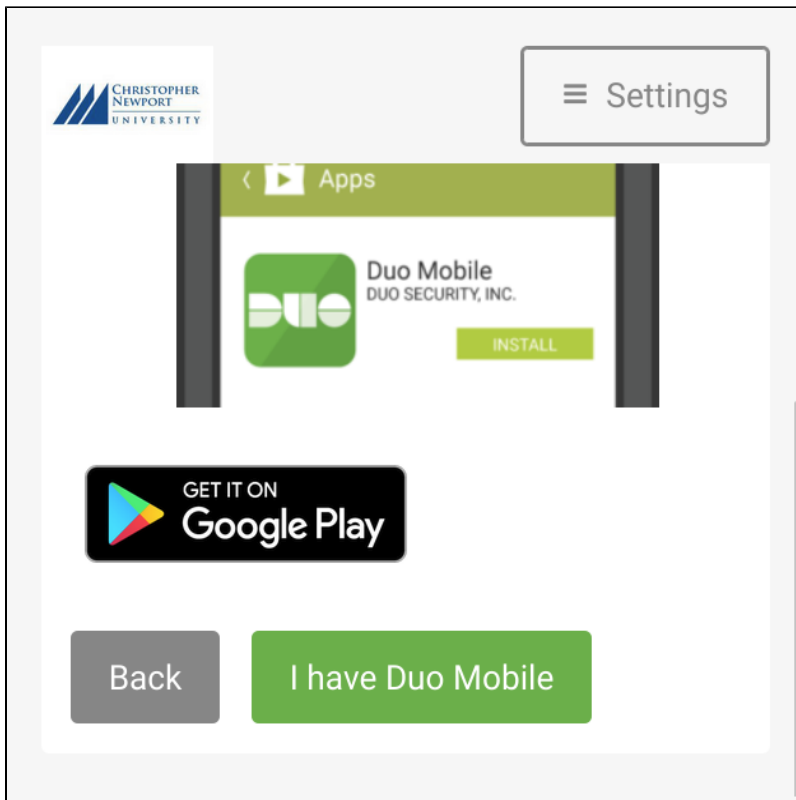 CHRISTOPHER
NEWPORT
UNIVERSITY
Settings
Apps
Duo Mobile
DUO SECURITY, INC.
DUO
INSTALL
GET IT ON
Google Play
Back
I have Duo Mobile